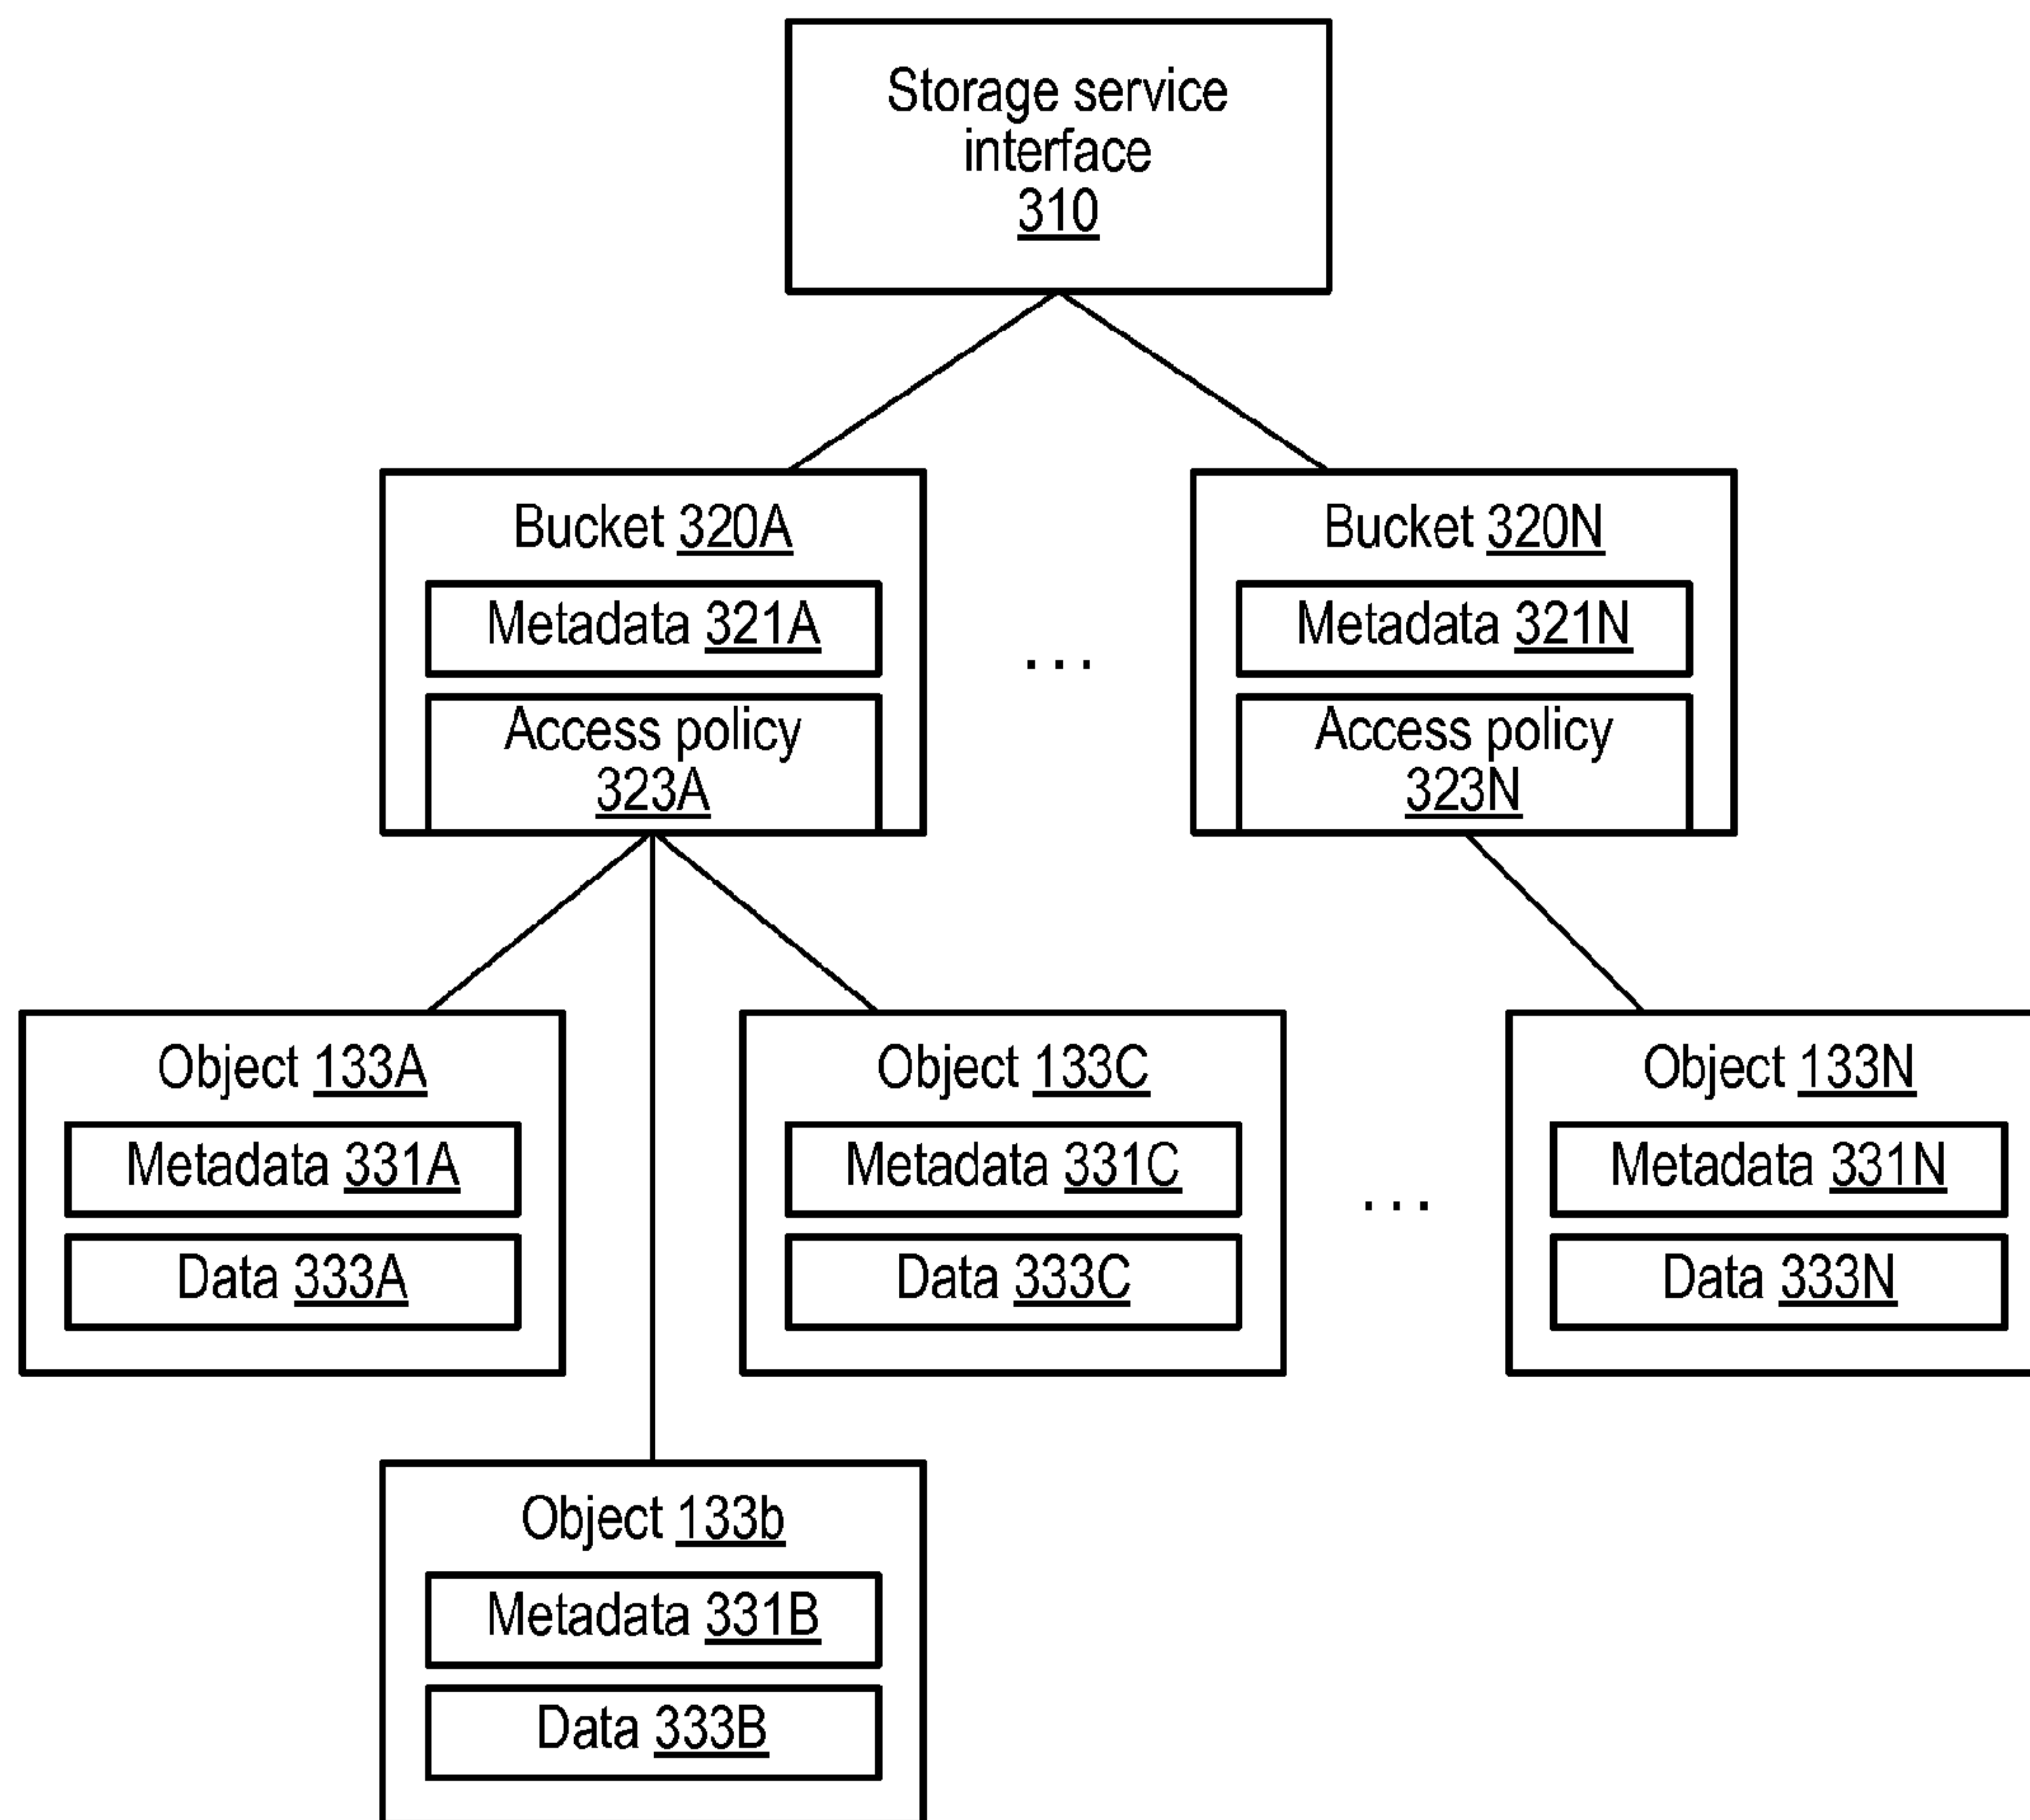 Storage service
interface
310
Bucket 320A
Metadata 321A
Access policy
323A
...
Bucket 320N
Metadata 321N
Access policy
323N
Object 133A
Metadata 331A
Data 333A
Object 133C
Metadata 331C
Data 333C
...
Object 133N
Metadata 331N
Data 333N
Object 133b
Metadata 331B
Data 333B